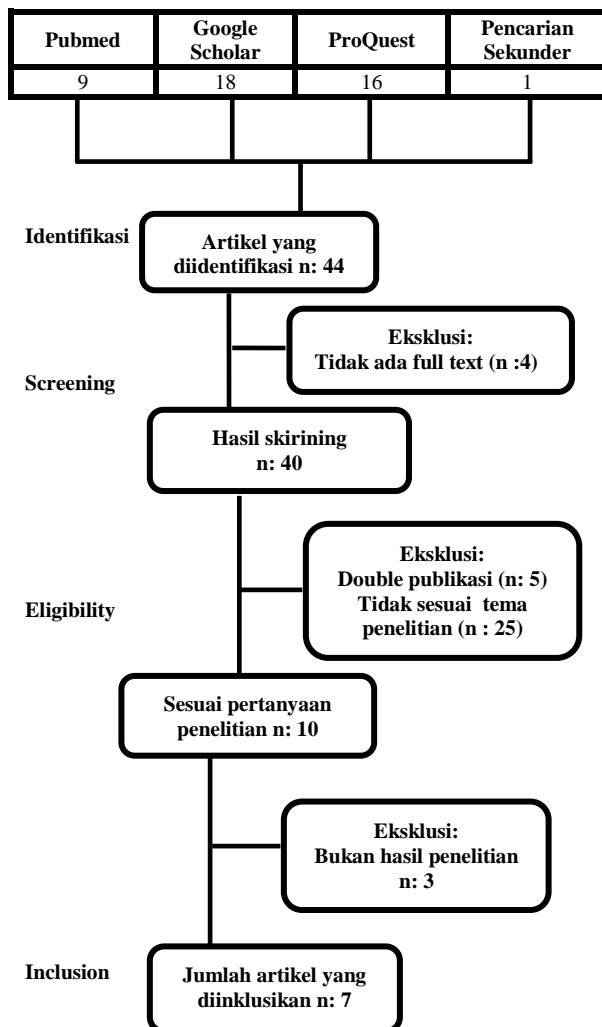 Pubmed
Google
Scholar
ProQuest
Pencarian
Sekunder
9
18
16
1
Identifikasi
Artikel yang
diidentifikasi n: 44
Eksklusi:
Tidak ada full text (n :4)
Screening
Hasil skirining
n: 40
Eksklusi:
Double publikasi (n: 5)
Tidak sesuai  tema
penelitian (n : 25)
Eligibility
Sesuai pertanyaan
penelitian n: 10
Eksklusi:
Bukan hasil penelitian
n: 3
Inclusion
Jumlah artikel yang
diinklusikan n: 7